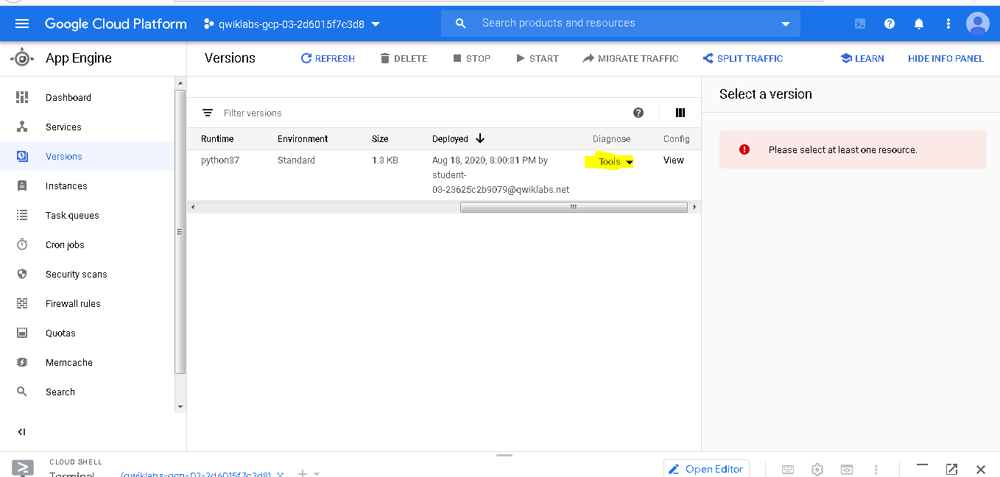 Google Cloud Platform
qwiklabs-gcp-03-2d6015f7c3d8
Search products and resources
App Engine
Versions
REFRESH
DELETE
STOP
START
MIGRATE TRAFFIC
SPLIT TRAFFIC
LEARN
HIDE INFO PANEL
Dashboard
Services
Versions
Instances
Task queues
Cron jobs
Security scans
Firewall rules
Quotas
Memcache
Search
Filter versions
Runtime Environment Size Deployed Diagnose Config
python37 Standard 1.3 KB Aug 18, 2020, 8:00:31 PM by Tools View
student-
03-23625c2b9079@qwiklabs.net
Select a version
Please select at least one resource.
CLOUD SHELL
Terminal
(qwiklabs-gcp-03-2d6015f7c3d8)
Open Editor